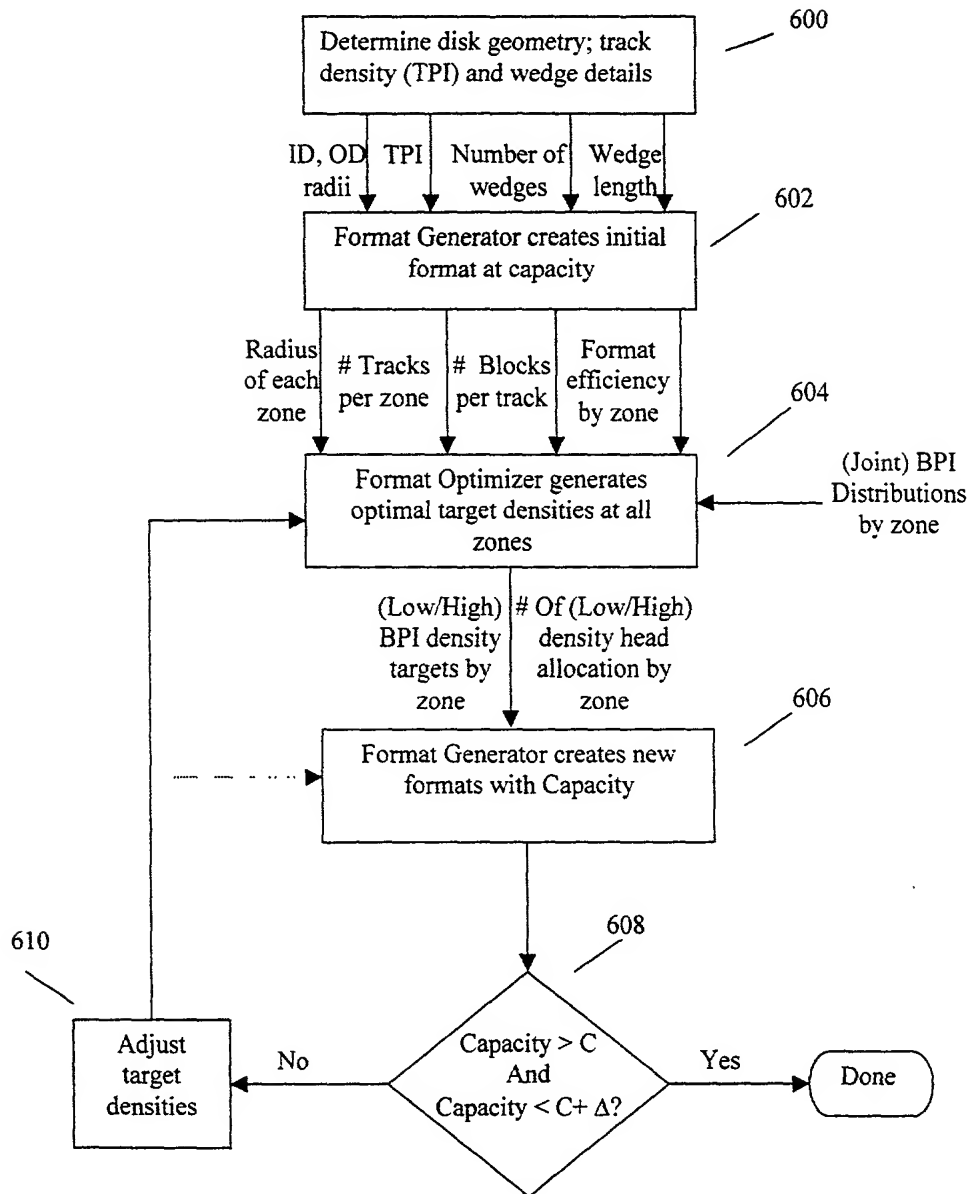 600
Determine disk geometry; track
density (TPI) and wedge details
ID, OD
radii
TPI
Number of
wedges
Wedge
length
602
Format Generator creates initial
format at capacity
Radius
of each
zone
# Tracks
per zone
# Blocks
per track
Format
efficiency
by zone
604
Format Optimizer generates
optimal target densities at all
zones
(Joint) BPI
Distributions
by zone
(Low/High)
BPI density
targets by
zone
# Of (Low/High)
density head
allocation by
zone
606
Format Generator creates new
formats with Capacity
608
Capacity > C
And
Capacity < C+ Δ?
610
Adjust
target
densities
No
Yes
Done